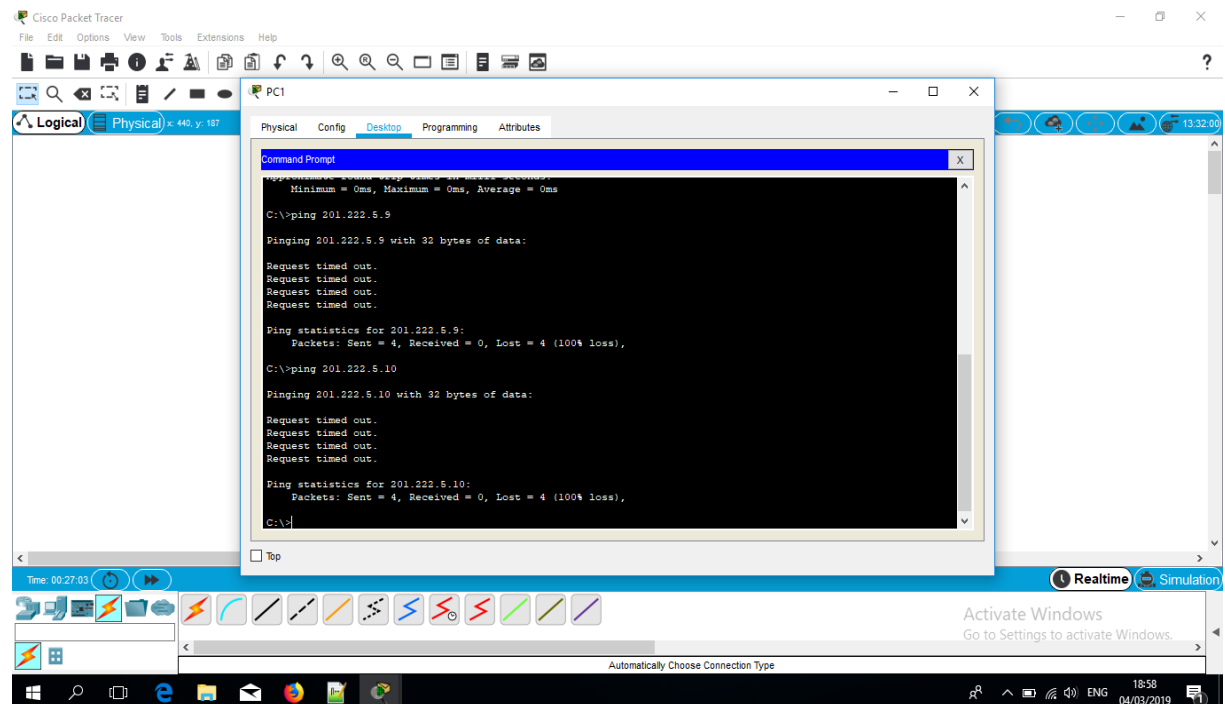 Cisco Packet Tracer
File Edit Options View Tools Extensions Help
?
PC1
Logical
Physical
x: 440, y: 187
13:32:00
Physical Config Desktop Programming Attributes
Command Prompt
X
Approximate round trip times in milli-seconds:
Minimum = 0ms, Maximum = 0ms, Average = 0ms
C:\>ping 201.222.5.9
Pinging 201.222.5.9 with 32 bytes of data:
Request timed out.
Request timed out.
Request timed out.
Request timed out.
Ping statistics for 201.222.5.9:
Packets: Sent = 4, Received = 0, Lost = 4 (100% loss),
C:\>ping 201.222.5.10
Pinging 201.222.5.10 with 32 bytes of data:
Request timed out.
Request timed out.
Request timed out.
Request timed out.
Ping statistics for 201.222.5.10:
Packets: Sent = 4, Received = 0, Lost = 4 (100% loss),
C:\>
Top
Time: 00:27:03
Realtime
Simulation
Activate Windows
Go to Settings to activate Windows.
Automatically Choose Connection Type
ENG
18:58
04/03/2019